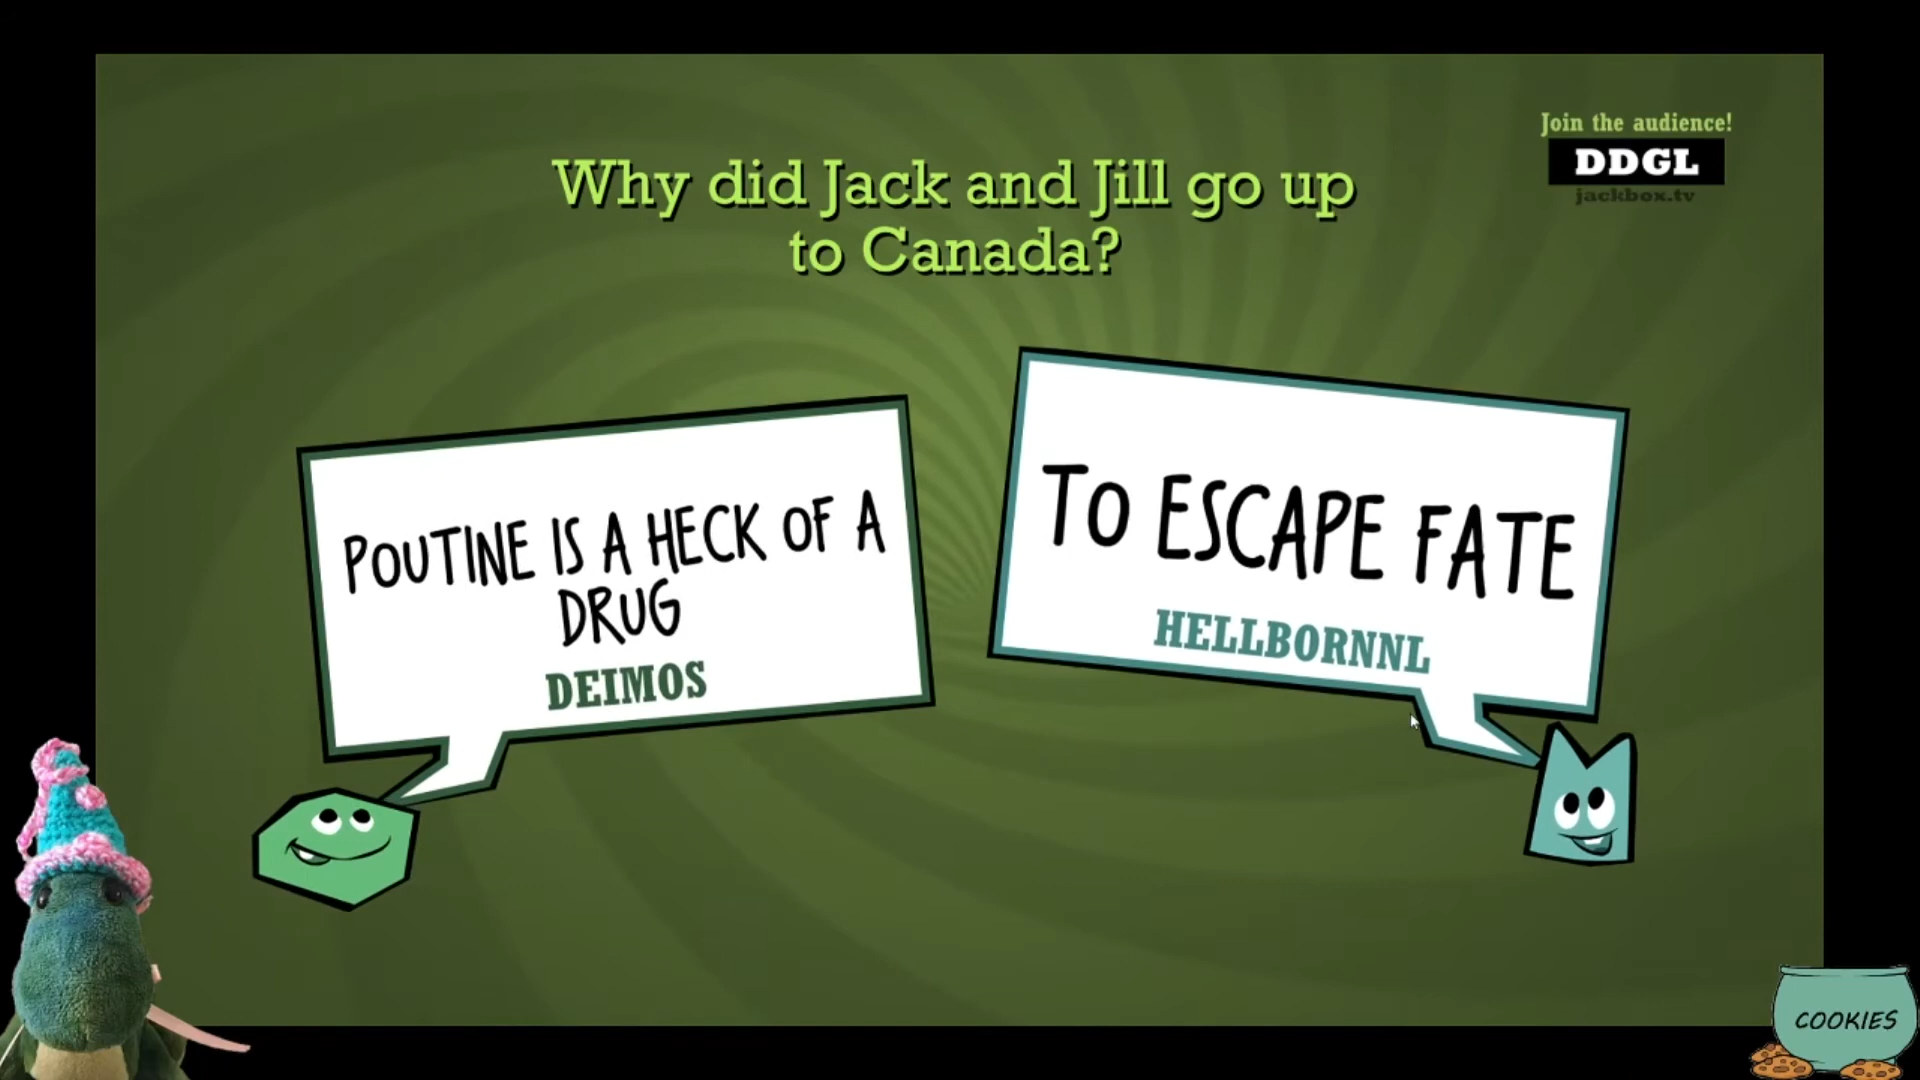 Join the audience!
DDGL
jackbox.tv
Why did Jack and Jill go up
to Canada?
POUTINE IS A HECK OF A
DRUG
DEIMOS
TO ESCAPE FATE
HELLBORNNL
COOKIES